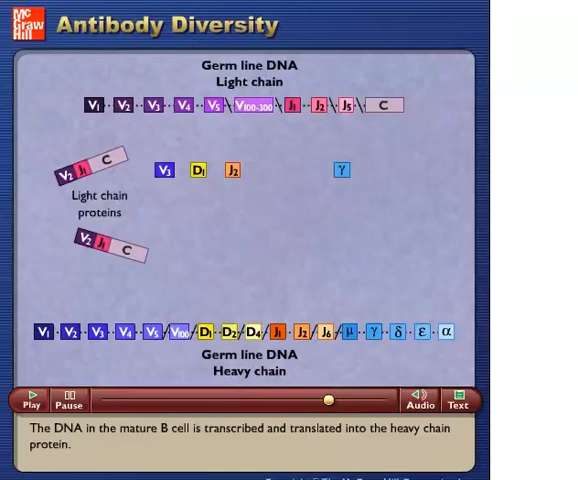 Mc
Graw
Hill
Antibody Diversity
Germ line DNA
Light chain
V1 V2 V3 V4 V5 V100-300 J1 J2 J5 C
V2 J1 C
V3 D1 J2 γ
Light chain
proteins
V2 J1 C
V1 V2 V3 V4 V5 V100 D1 D2 D4 J1 J2 J6 μ γ δ ε α
Germ line DNA
Heavy chain
Play Pause Audio Text
The DNA in the mature B cell is transcribed and translated into the heavy chain
protein.